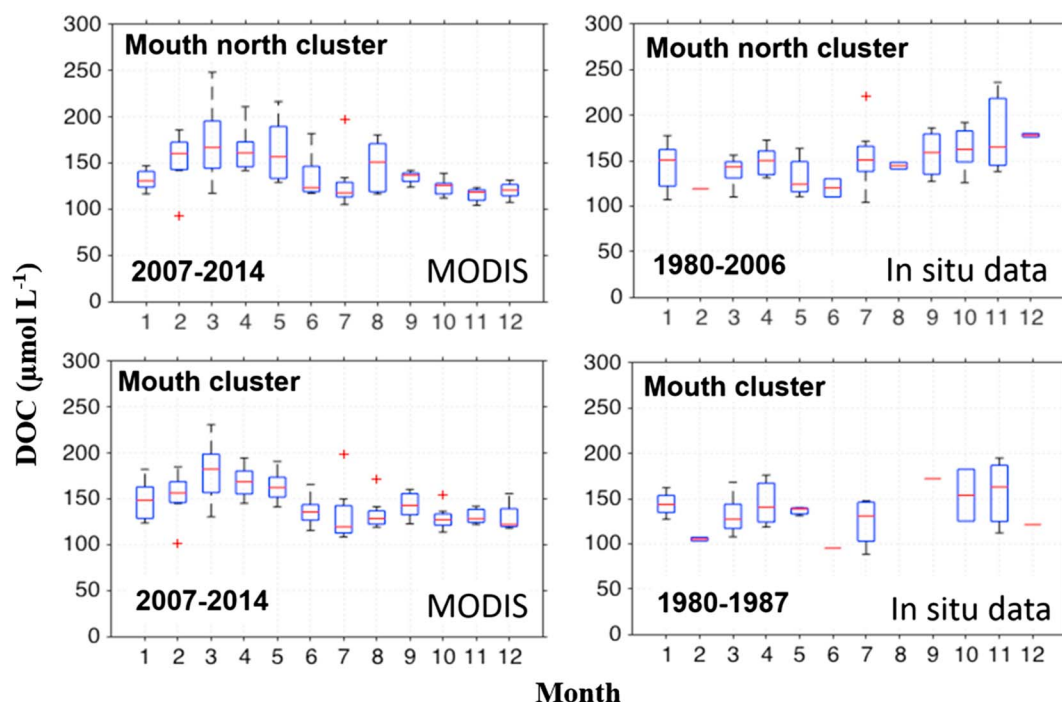 300
250
200
150
100
50
0
Mouth north cluster
2007-2014 MODIS
1 2 3 4 5 6 7 8 9 10 11 12
300
250
200
150
100
50
0
Mouth north cluster
1980-2006 In situ data
1 2 3 4 5 6 7 8 9 10 11 12
DOC (µmol L-1)
300
250
200
150
100
50
0
Mouth cluster
2007-2014 MODIS
1 2 3 4 5 6 7 8 9 10 11 12
300
250
200
150
100
50
0
Mouth cluster
1980-1987 In situ data
1 2 3 4 5 6 7 8 9 10 11 12
Month